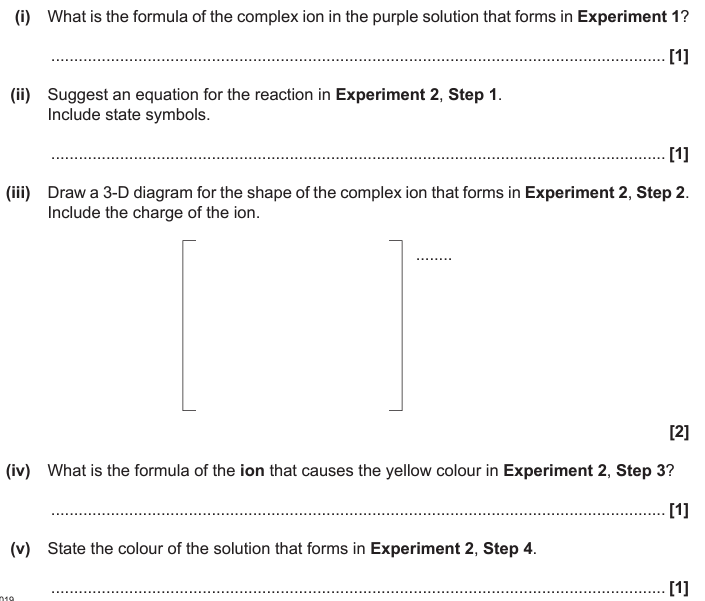 (i) What is the formula of the complex ion in the purple solution that forms in Experiment 1?
.......................................................................................................................................... [1]
(ii) Suggest an equation for the reaction in Experiment 2, Step 1.
Include state symbols.
.......................................................................................................................................... [1]
(iii) Draw a 3-D diagram for the shape of the complex ion that forms in Experiment 2, Step 2.
Include the charge of the ion.
........
[2]
(iv) What is the formula of the ion that causes the yellow colour in Experiment 2, Step 3?
.......................................................................................................................................... [1]
(v) State the colour of the solution that forms in Experiment 2, Step 4.
.......................................................................................................................................... [1]